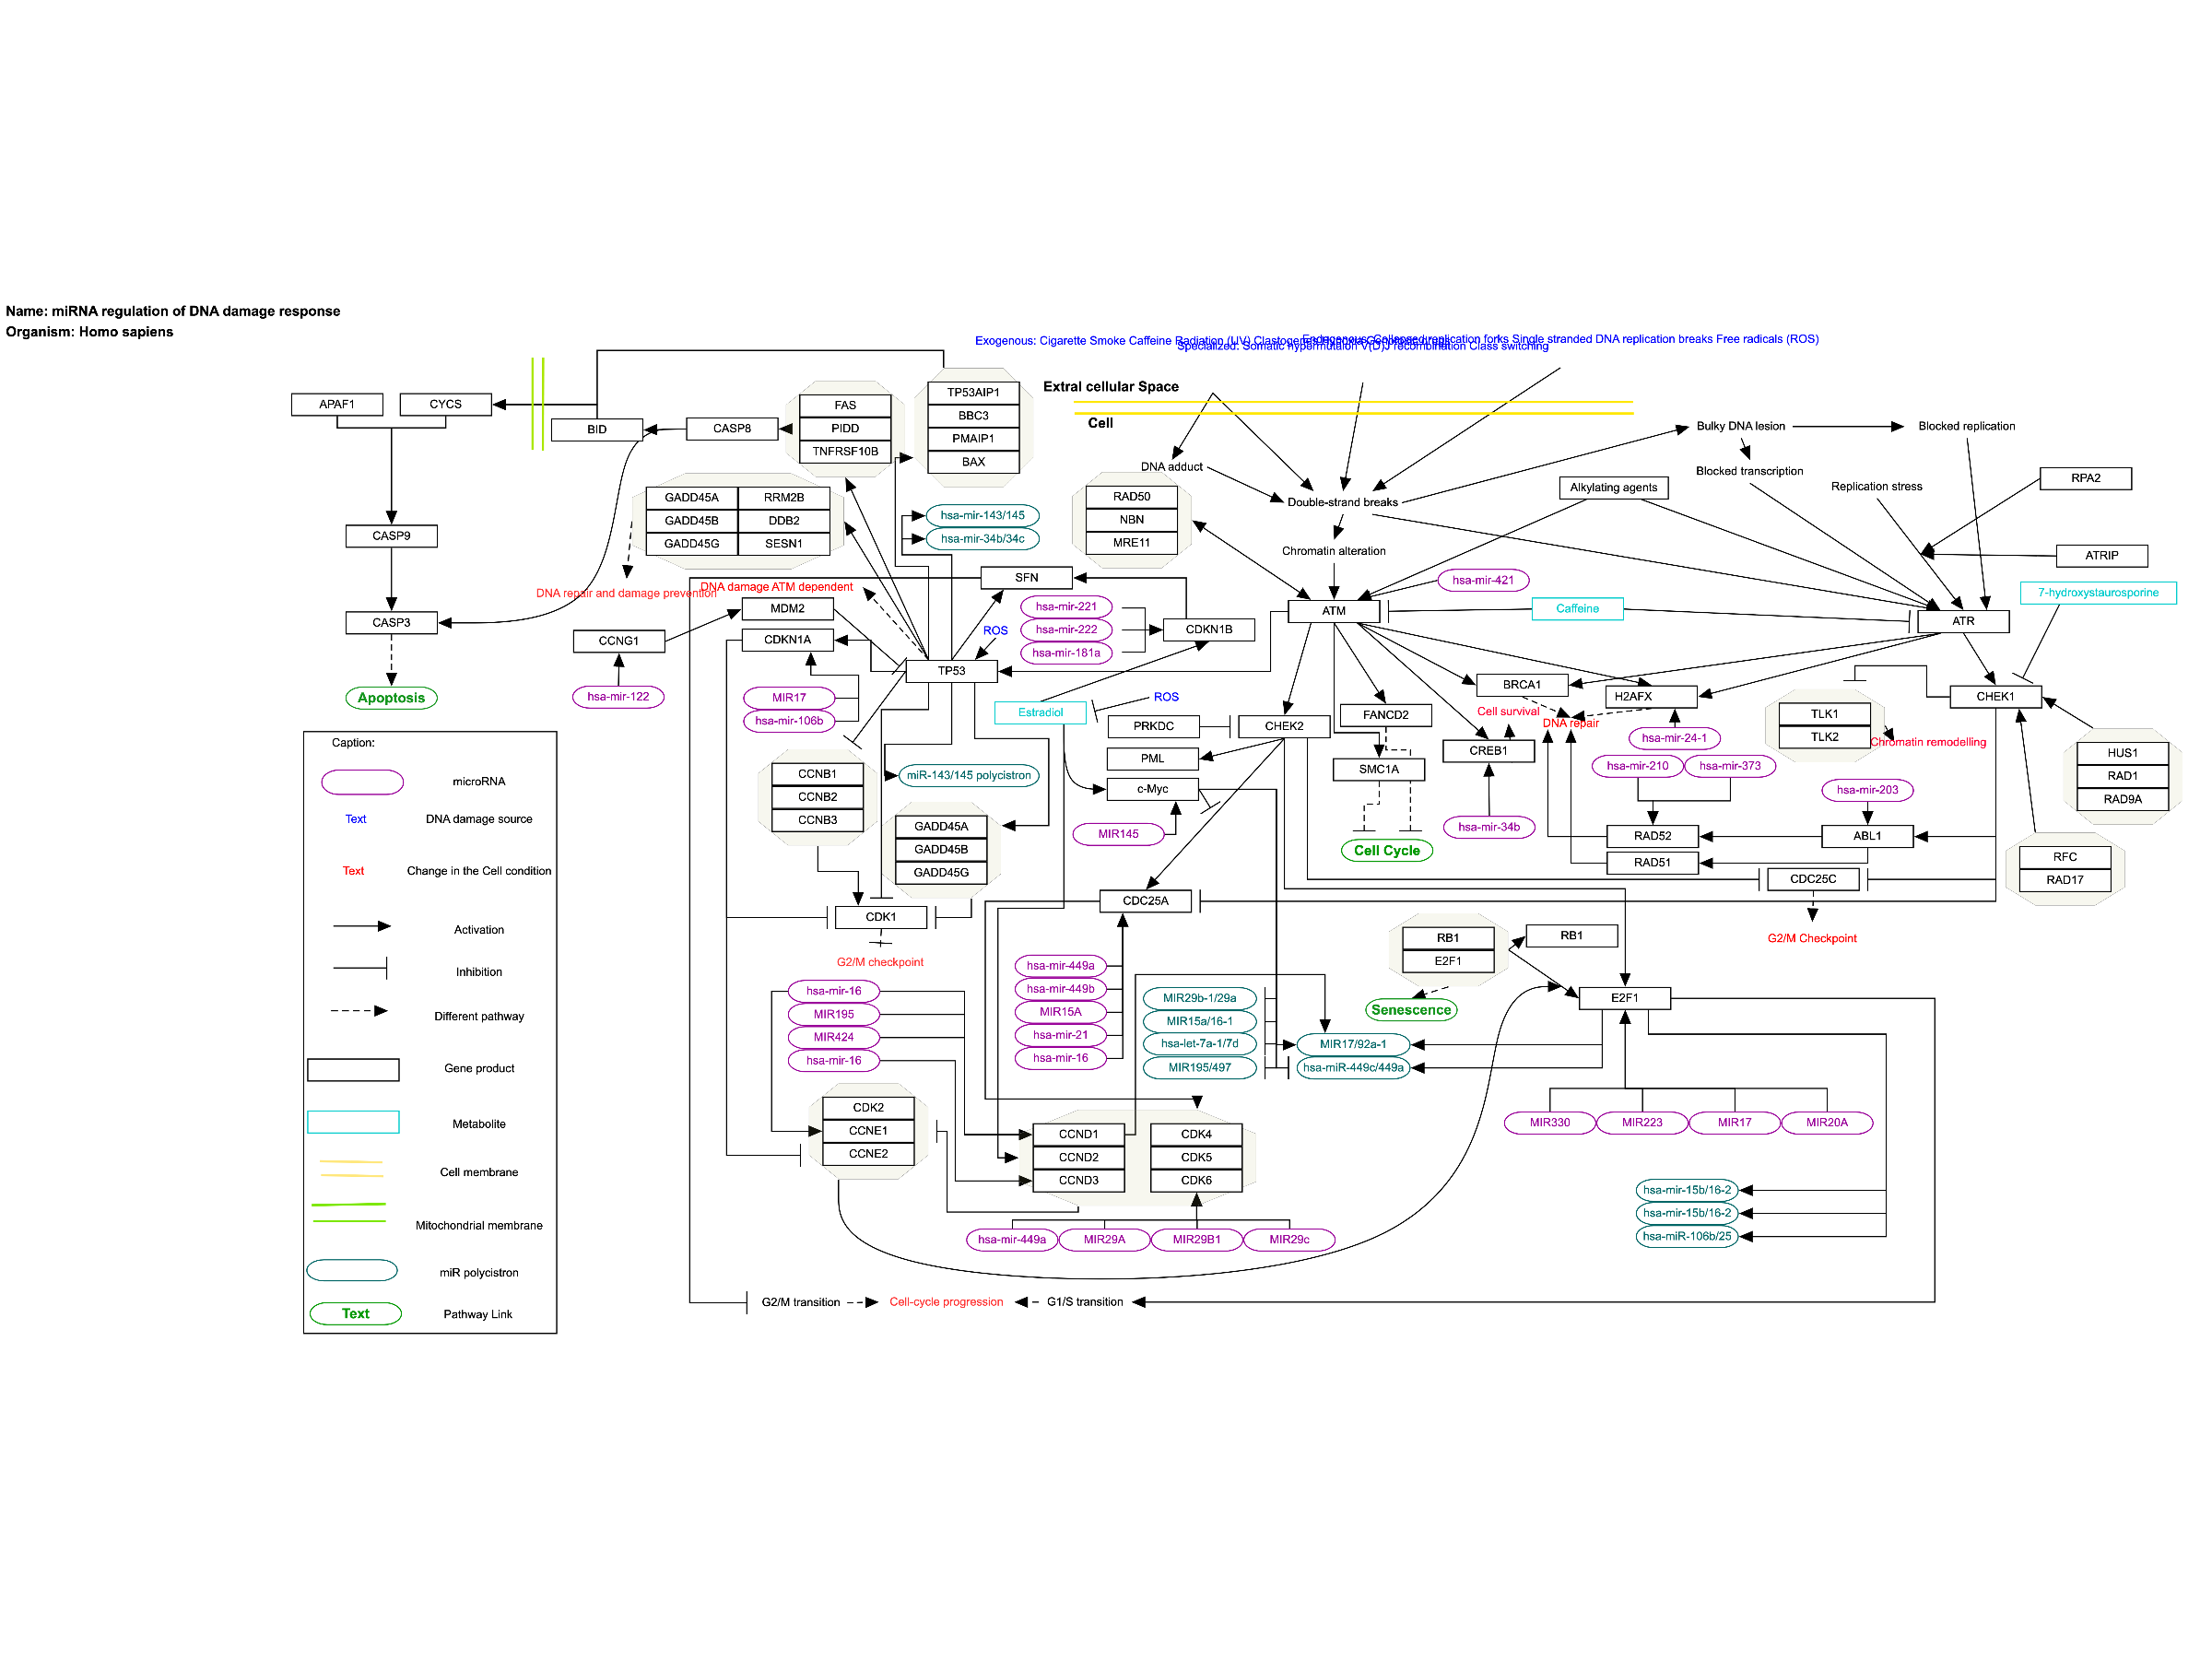 Name: miRNA regulation of DNA damage response
Organism: Homo sapiens
Exogenous: Cigarette Smoke Caffeine Radiation (UV)
Endogenous: Collapsed replication forks Single stranded DNA replication breaks Free radicals (ROS)
Specialized: Somatic hypermutaion V(D)J recombination Class switching
Extral cellular Space
Cell
APAF1
CYCS
BID
CASP8
FAS
PIDD
TNFRSF10B
TP53AIP1
BBC3
PMAIP1
BAX
CASP9
CASP3
Apoptosis
GADD45A
RRM2B
GADD45B
DDB2
GADD45G
SESN1
DNA repair and damage prevention
DNA damage ATM dependent
hsa-mir-143/145
hsa-mir-34b/34c
SFN
MDM2
CCNG1
CDKN1A
hsa-mir-122
MIR17
hsa-mir-106b
ROS
TP53
hsa-mir-221
hsa-mir-222
hsa-mir-181a
CDKN1B
Estradiol
ROS
DNA adduct
RAD50
NBN
MRE11
Double-strand breaks
Chromatin alteration
ATM
hsa-mir-421
Caffeine
Alkylating agents
Bulky DNA lesion
Blocked replication
Blocked transcription
Replication stress
RPA2
ATRIP
7-hydroxystaurosporine
ATR
CHEK1
BRCA1
H2AFX
Cell survival
DNA repair
hsa-mir-24-1
hsa-mir-210
hsa-mir-373
TLK1
TLK2
Chromatin remodelling
HUS1
RAD1
RAD9A
RFC
RAD17
hsa-mir-203
RAD52
ABL1
RAD51
CDC25C
G2/M Checkpoint
PRKDC
CHEK2
FANCD2
CREB1
PML
SMC1A
c-Myc
MIR145
Cell Cycle
hsa-mir-34b
CCNB1
CCNB2
CCNB3
miR-143/145 polycistron
GADD45A
GADD45B
GADD45G
CDK1
G2/M checkpoint
CDC25A
hsa-mir-449a
hsa-mir-449b
MIR15A
hsa-mir-21
hsa-mir-16
hsa-mir-16
MIR195
MIR424
hsa-mir-16
MIR29b-1/29a
MIR15a/16-1
hsa-let-7a-1/7d
MIR195/497
MIR17/92a-1
hsa-miR-449c/449a
RB1
E2F1
RB1
Senescence
E2F1
MIR330
MIR223
MIR17
MIR20A
CDK2
CCNE1
CCNE2
CCND1
CCND2
CCND3
CDK4
CDK5
CDK6
hsa-mir-449a
MIR29A
MIR29B1
MIR29c
hsa-mir-15b/16-2
hsa-mir-15b/16-2
hsa-miR-106b/25
G2/M transition
Cell-cycle progression
G1/S transition
Caption:
microRNA
Text
DNA damage source
Text
Change in the Cell condition
Activation
Inhibition
Different pathway
Gene product
Metabolite
Cell membrane
Mitochondrial membrane
miR polycistron
Text
Pathway Link